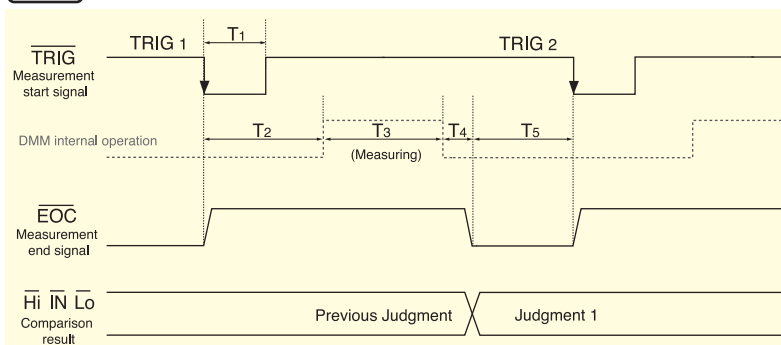 TRIG 1
T1
TRIG 2
TRIG
Measurement
start signal
DMM internal operation
T2
T3
T4
T5
(Measuring)
EOC
Measurement
end signal
Hi IN Lo
Comparison
result
Previous Judgment
Judgment 1